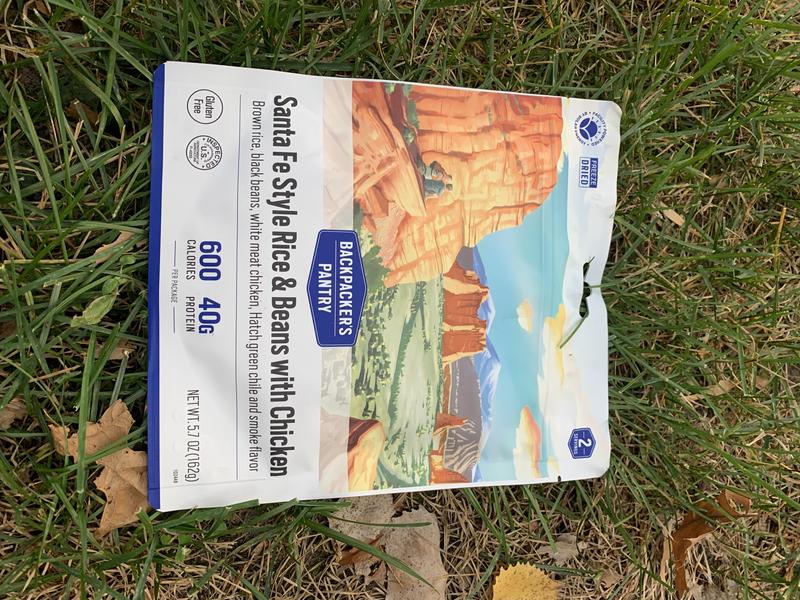 FREEZE
DRIED
2
SERVINGS
BACKPACKER'S
PANTRY
Santa Fe Style Rice & Beans with Chicken
Brown rice, black beans, white meat chicken, Hatch green chile and smoke flavor
Gluten
Free
INSPECTED
U.S.
600
CALORIES
40G
PROTEIN
PER PACKAGE
NET WT. 5.7 OZ (162g)